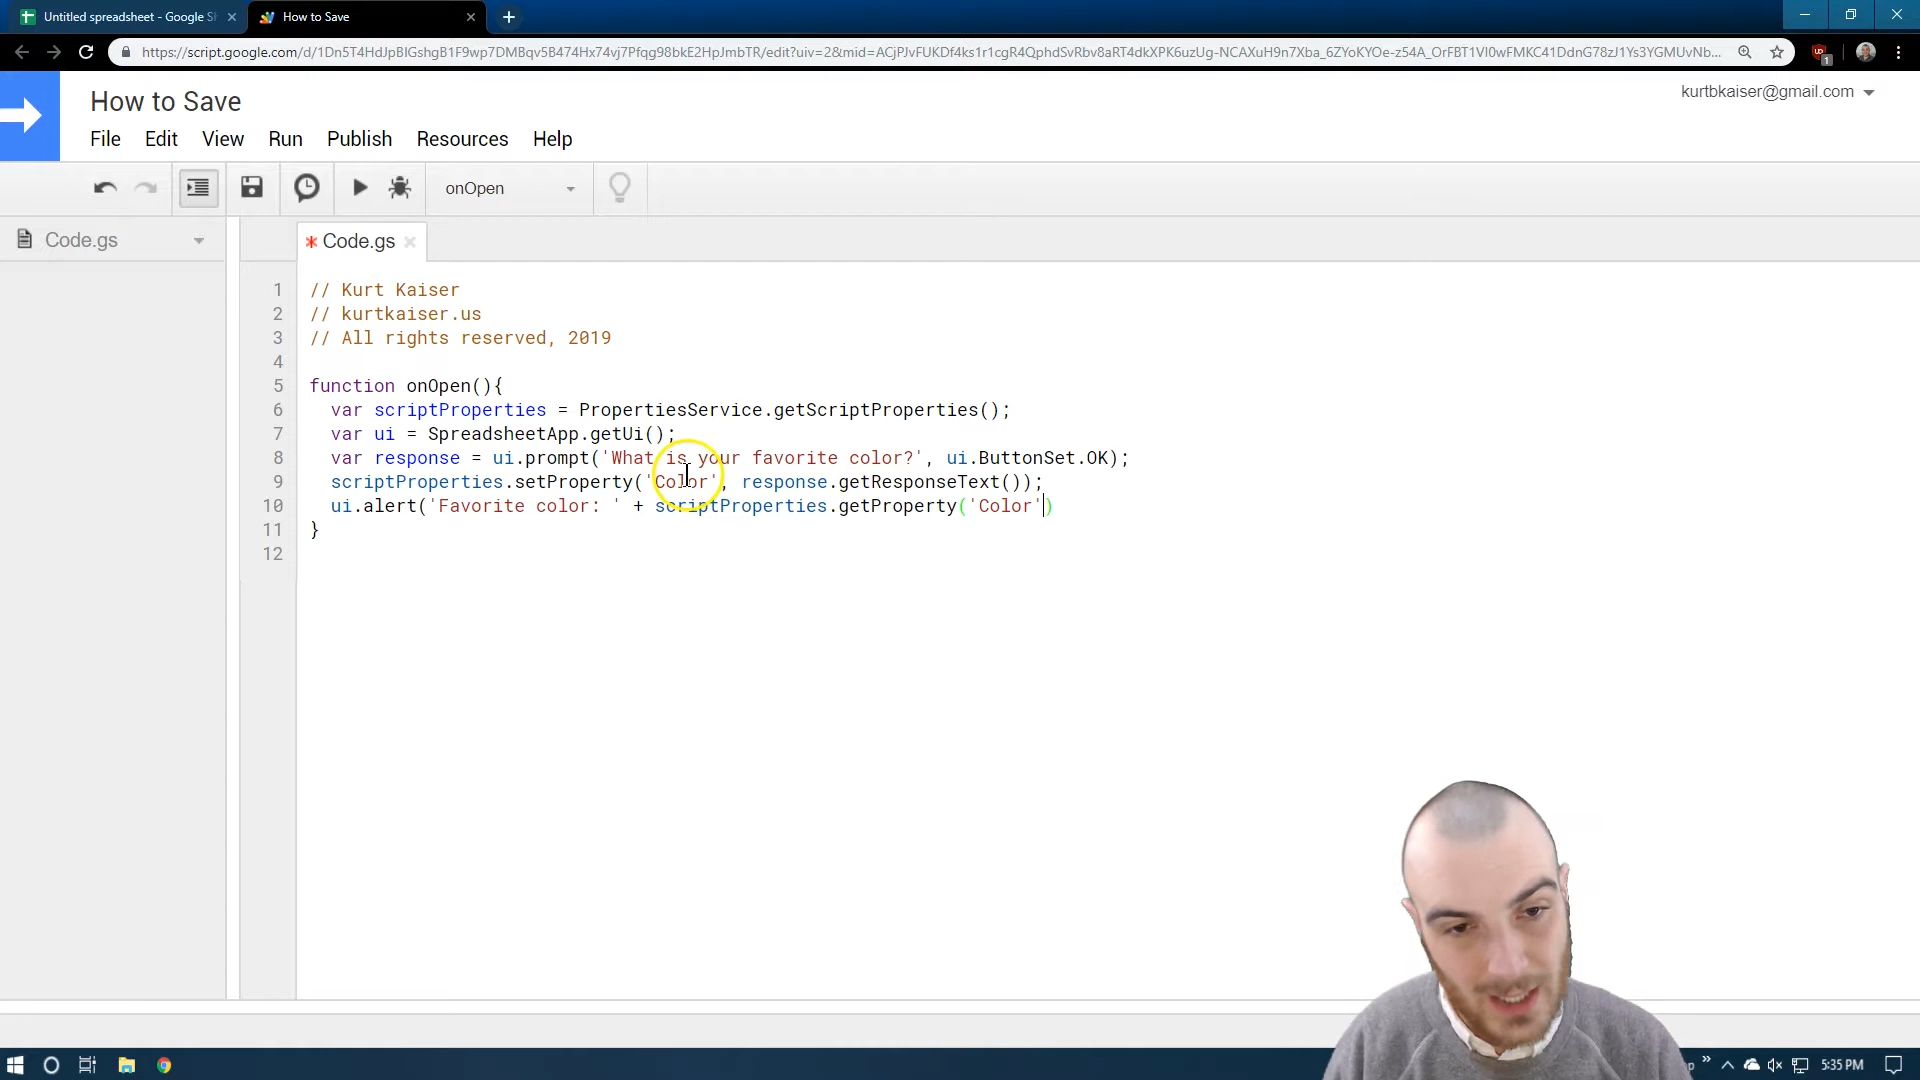 Untitled spreadsheet - Google Sh
How to Save
https://script.google.com/d/1Dn5T4HdJpBIGshgB1F9wp7DMBqv5B474Hx74vj7Pfqg98bkE2HpJmbTR/edit?uiv=2&mid=ACjPJvFUKDf4ks1r1cgR4QphdSvRbv8aRT4dkXPK6uzUg-NCAXuH9n7Xba_6ZYoKYOe-z54A_OrFBT1VI0wFMKC41DdnG78zJ1Ys3YGMUvNb...
1
How to Save
kurtbkaiser@gmail.com
File Edit View Run Publish Resources Help
onOpen
Code.gs
* Code.gs
1 // Kurt Kaiser
2 // kurtkaiser.us
3 // All rights reserved, 2019
4
5 function onOpen(){
6 var scriptProperties = PropertiesService.getScriptProperties();
7 var ui = SpreadsheetApp.getUi();
8 var response = ui.prompt('What is your favorite color?', ui.ButtonSet.OK);
9 scriptProperties.setProperty('Color', response.getResponseText());
10 ui.alert('Favorite color: ' + scriptProperties.getProperty('Color')
11 }
12
5:35 PM